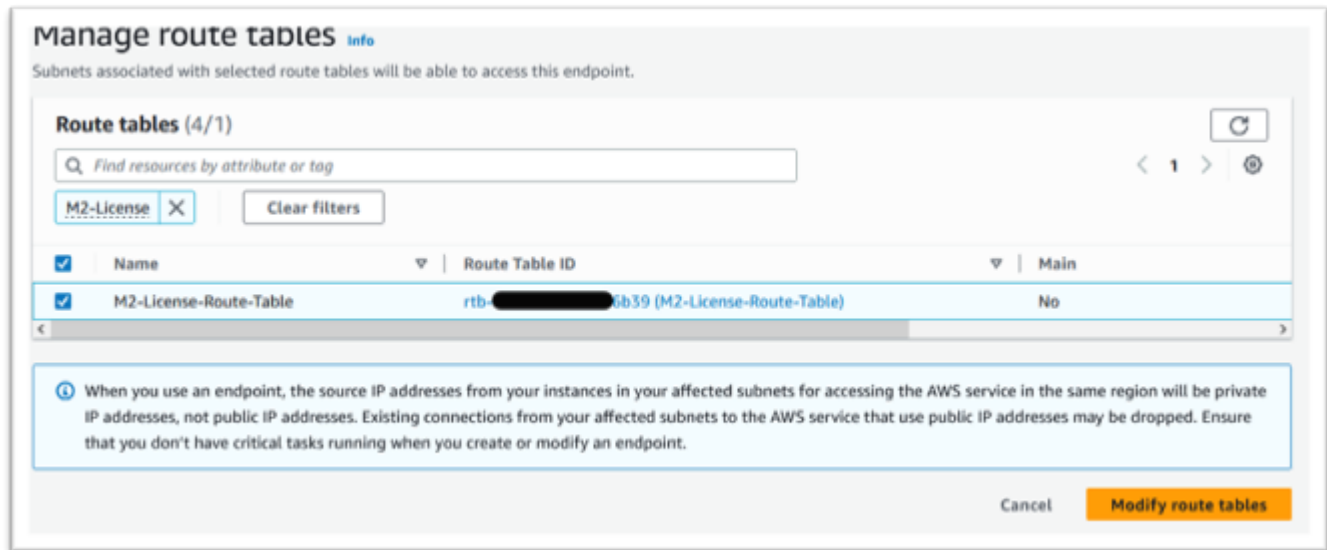 Manage route tables Info
Subnets associated with selected route tables will be able to access this endpoint.
Route tables (4/1)
Find resources by attribute or tag
< 1 >
M2-License X Clear filters
Name Route Table ID Main
M2-License-Route-Table rtb- 6b39 (M2-License-Route-Table) No
When you use an endpoint, the source IP addresses from your instances in your affected subnets for accessing the AWS service in the same region will be private
IP addresses, not public IP addresses. Existing connections from your affected subnets to the AWS service that use public IP addresses may be dropped. Ensure
that you don't have critical tasks running when you create or modify an endpoint.
Cancel Modify route tables